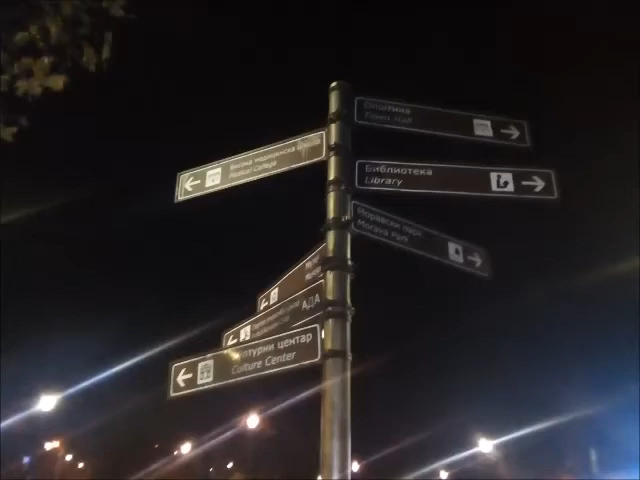 Општина
Town Hall
Висока медицинска школа
Medical College
Библиотека
Library
Моравски парк
Morava Park
АДА
Културни центар
Culture Center